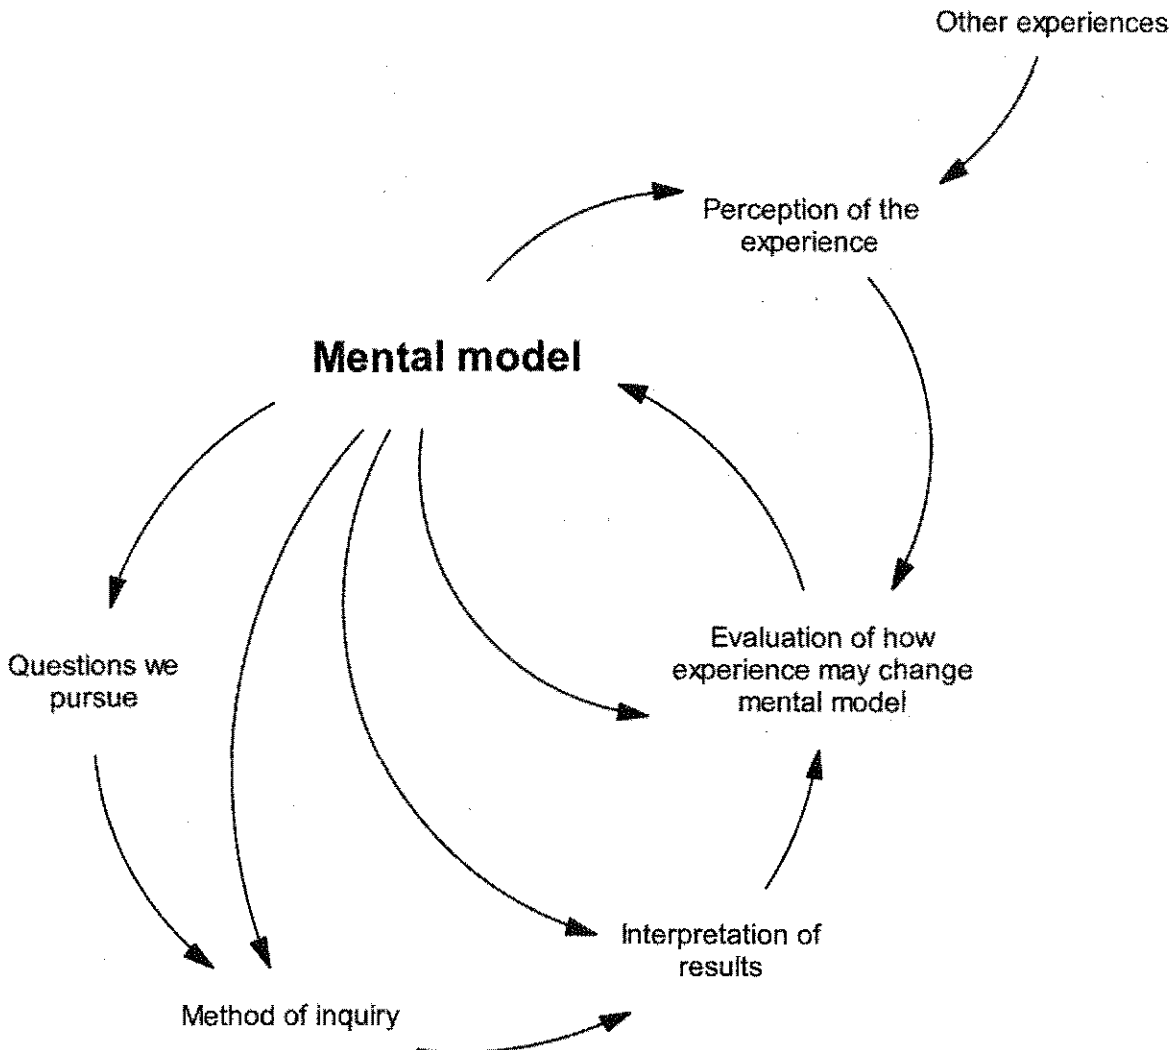 Other experiences
Perception of the
experience
Mental model
Questions we
pursue
Evaluation of how
experience may change
mental model
Interpretation of
results
Method of inquiry